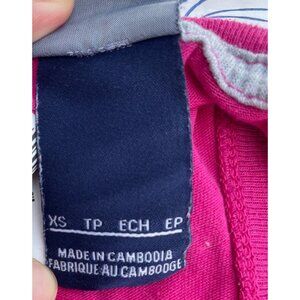 XS TP ECH EP
MADE IN CAMBODIA
FABRIQUE AU CAMBODGE